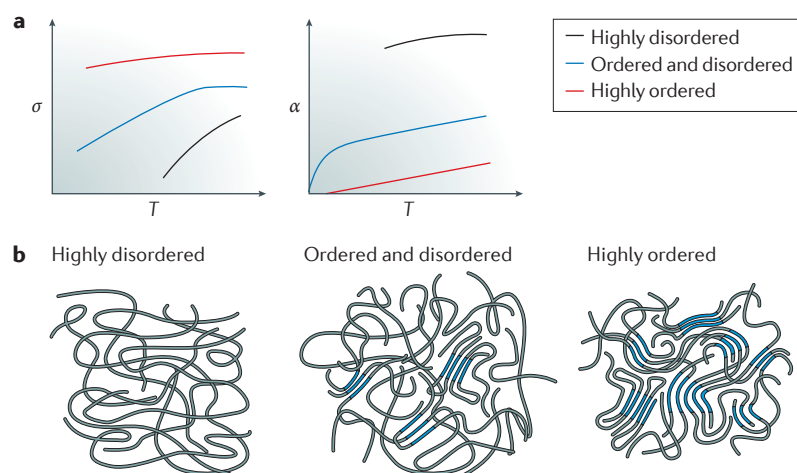 a
σ
T
α
T
Highly disordered
Ordered and disordered
Highly ordered
b
Highly disordered
Ordered and disordered
Highly ordered